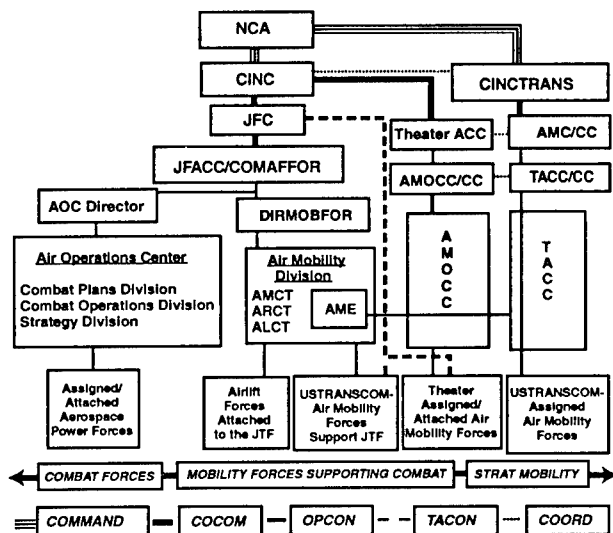 NCA
CINC
CINCTRANS
JFC
Theater ACC
AMC/CC
JFACC/COMAFFOR
AMOCC/CC
TACC/CC
AOC Director
DIRMOBFOR
Air Operations Center
Combat Plans Division
Combat Operations Division
Strategy Division
Air Mobility
Division
AMCT
ARCT
ALCT
AME
A
M
O
C
C
T
A
C
C
Assigned/
Attached
Aerospace
Power Forces
Airlift
Forces
Attached
to the JTF
USTRANSCOM-
Air Mobility
Forces
Support JTF
Theater
Assigned/
Attached Air
Mobility Forces
USTRANSCOM-
Assigned
Air Mobility
Forces
COMBAT FORCES
MOBILITY FORCES SUPPORTING COMBAT
STRAT MOBILITY
COMMAND
COCOM
OPCON
TACON
COORD